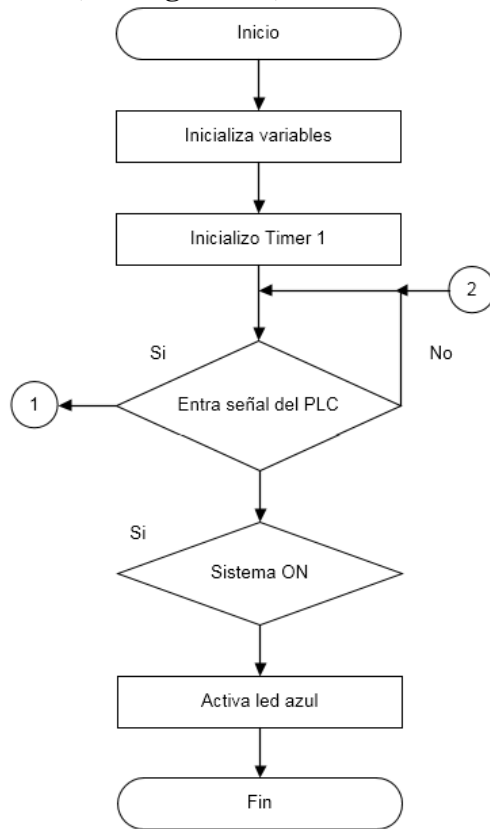 Inicio
Inicializa variables
Inicializo Timer 1
2
Si
No
1
Entra señal del PLC
Si
Sistema ON
Activa led azul
Fin